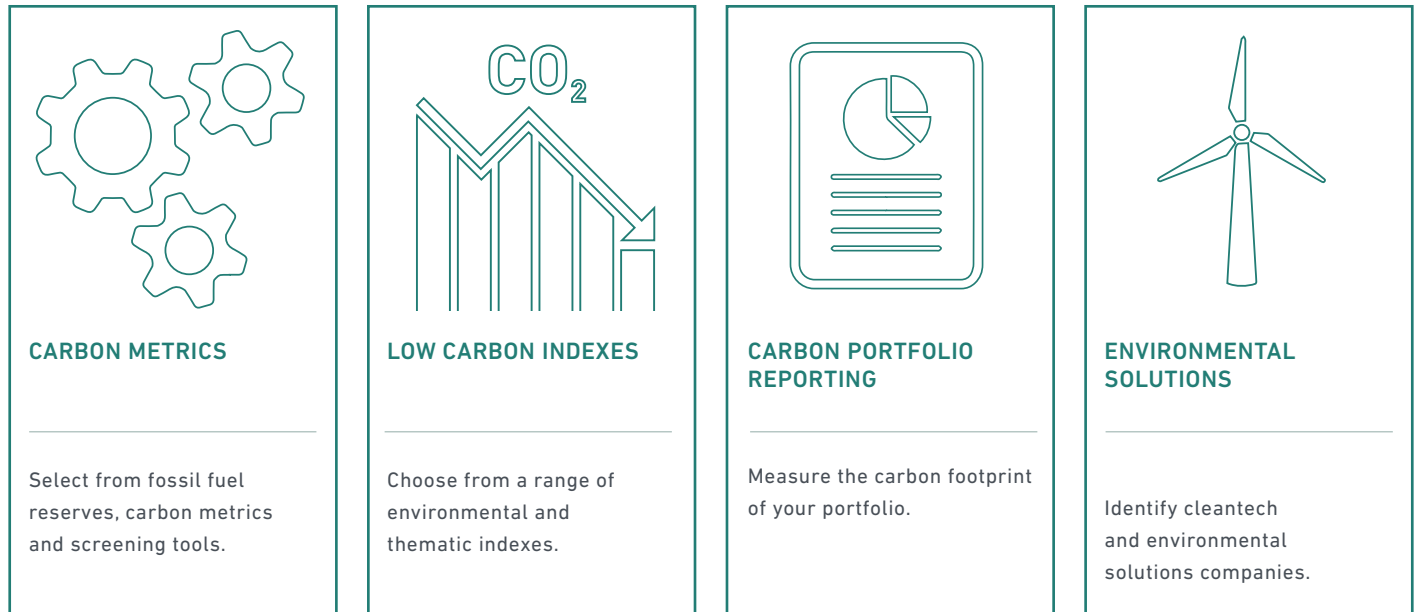 CO2
CARBON METRICS
Select from fossil fuel
reserves, carbon metrics
and screening tools.
LOW CARBON INDEXES
Choose from a range of
environmental and
thematic indexes.
CARBON PORTFOLIO
REPORTING
Measure the carbon footprint
of your portfolio.
ENVIRONMENTAL
SOLUTIONS
Identify cleantech
and environmental
solutions companies.